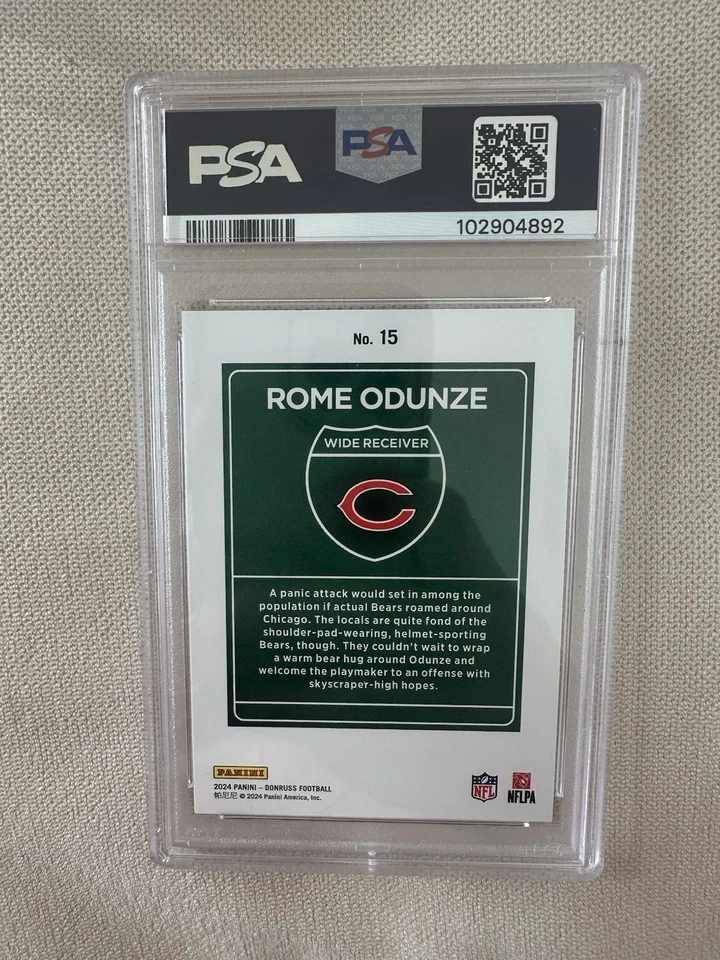 PSA PSA
102904892
No. 15
ROME ODUNZE
WIDE RECEIVER
A panic attack would set in among the
population if actual Bears roamed around
Chicago. The locals are quite fond of the
shoulder-pad-wearing, helmet-sporting
Bears, though. They couldn't wait to wrap
a warm bear hug around Odunze and
welcome the playmaker to an offense with
skyscraper-high hopes.
PANINI
2024 PANINI – DONRUSS FOOTBALL
帕尼尼 © 2024 Panini America, Inc.
NFL
NFLPA